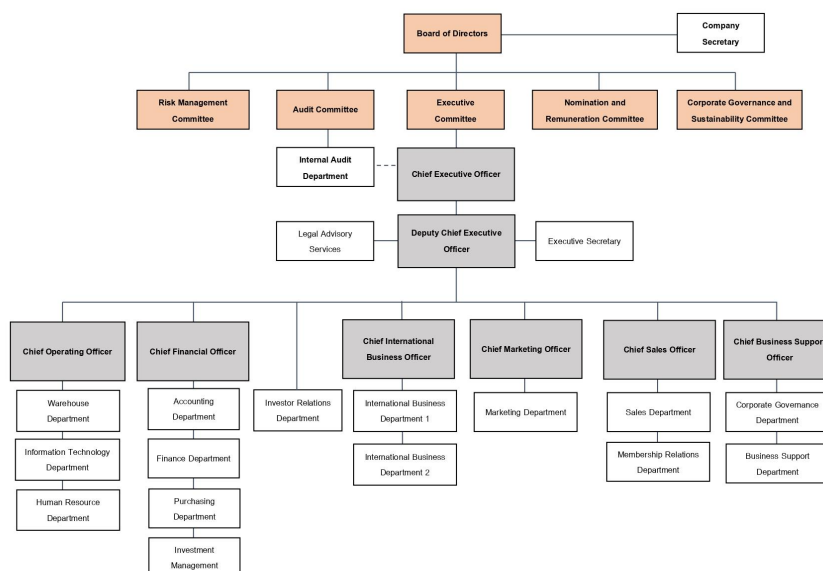 Board of Directors
Company
Secretary
Risk Management
Committee
Audit Committee
Executive
Committee
Nomination and
Remuneration Committee
Corporate Governance and
Sustainability Committee
Internal Audit
Department
Chief Executive Officer
Legal Advisory
Services
Deputy Chief Executive
Officer
Executive Secretary
Chief Operating Officer
Chief Financial Officer
Chief International
Business Officer
Chief Marketing Officer
Chief Sales Officer
Chief Business Support
Officer
Warehouse
Department
Accounting
Department
Investor Relations
Department
International Business
Department 1
Marketing Department
Sales Department
Corporate Governance
Department
Information Technology
Department
Finance Department
International Business
Department 2
Membership Relations
Department
Business Support
Department
Human Resource
Department
Purchasing
Department
Investment
Management